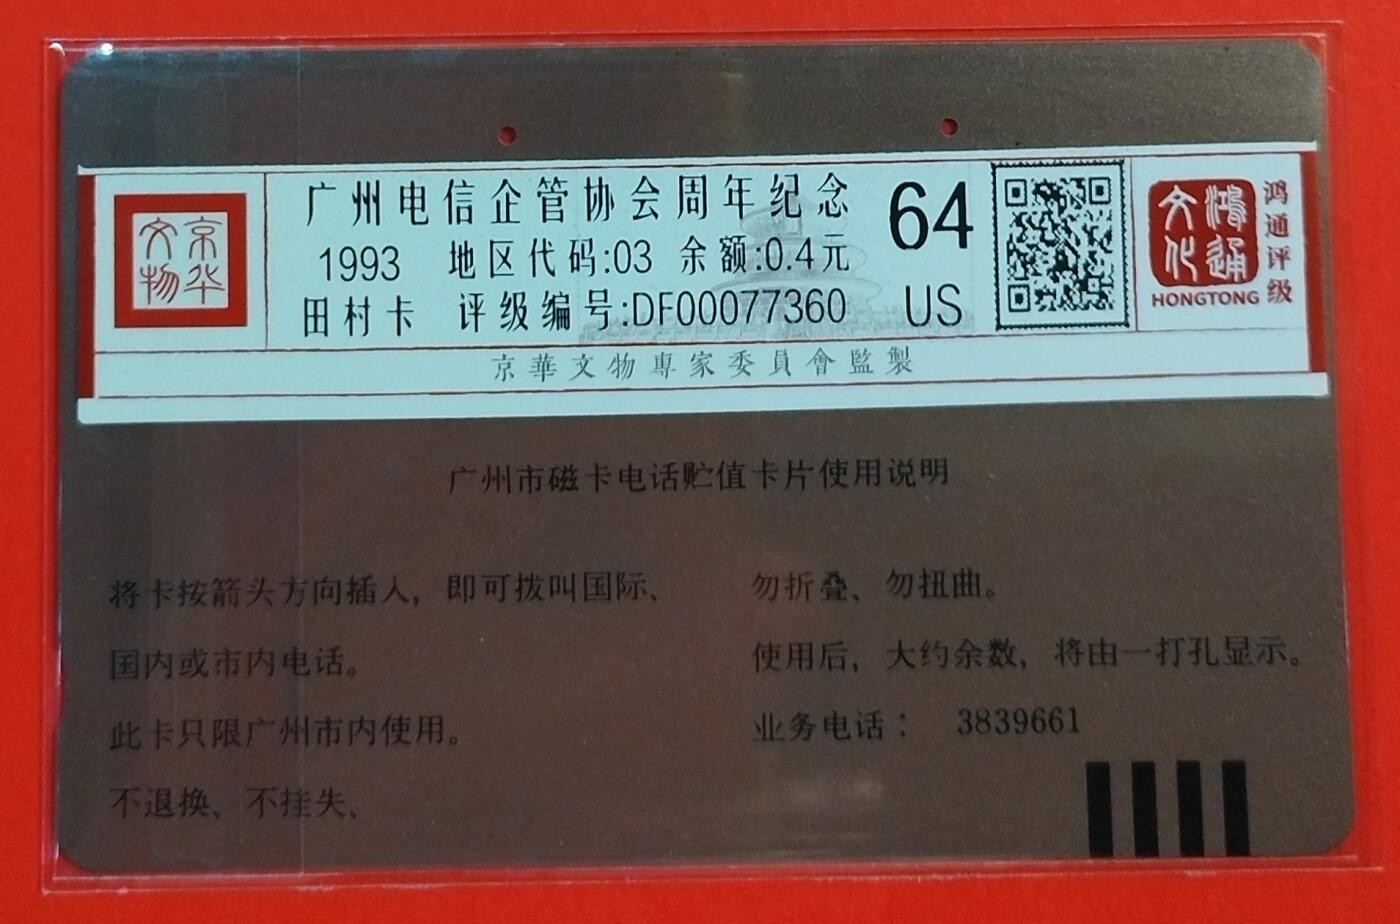 京华
文物
广州电信企管协会周年纪念
1993 地区代码:03 余额:0.4元
田村卡 评级编号:DF00077360
64
US
鸿通
文化
HONGTONG
鸿通评级
京華文物專家委員會監製
广州市磁卡电话贮值卡片使用说明
将卡按箭头方向插人，即可拨叫国际、
国内或市内电话。
此卡只限广州市内使用。
不退换、不挂失、
勿折叠、勿扭曲。
使用后，大约余数，将由一打孔显示。
业务电话： 3839661